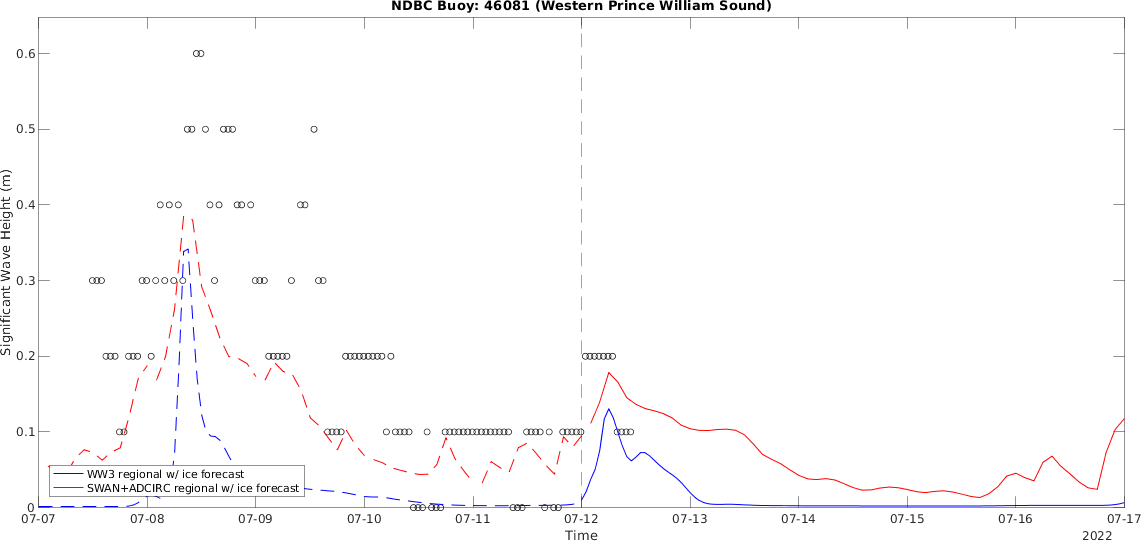 NDBC Buoy: 46081 (Western Prince William Sound)
Significant Wave Height (m)
0.6
0.5
0.4
0.3
0.2
0.1
0
WW3 regional w/ ice forecast
SWAN+ADCIRC regional w/ ice forecast
07-07 07-08 07-09 07-10 07-11 07-12 07-13 07-14 07-15 07-16 07-17
Time
2022